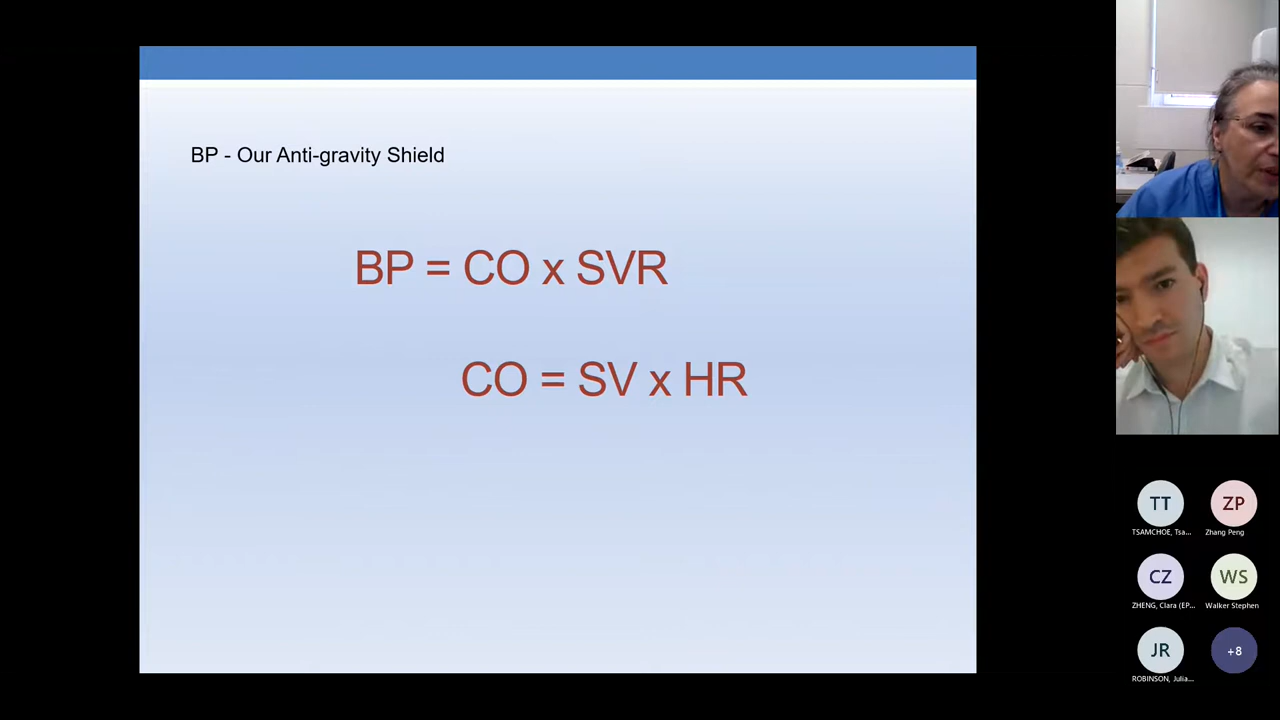 BP - Our Anti-gravity Shield
BP = CO x SVR
CO = SV x HR
TT
ZP
TSAMCHOE, Tsa...
Zhang Peng
CZ
WS
ZHENG, Clara (EP...
Walker Stephen
JR
+8
ROBINSON, Julia...